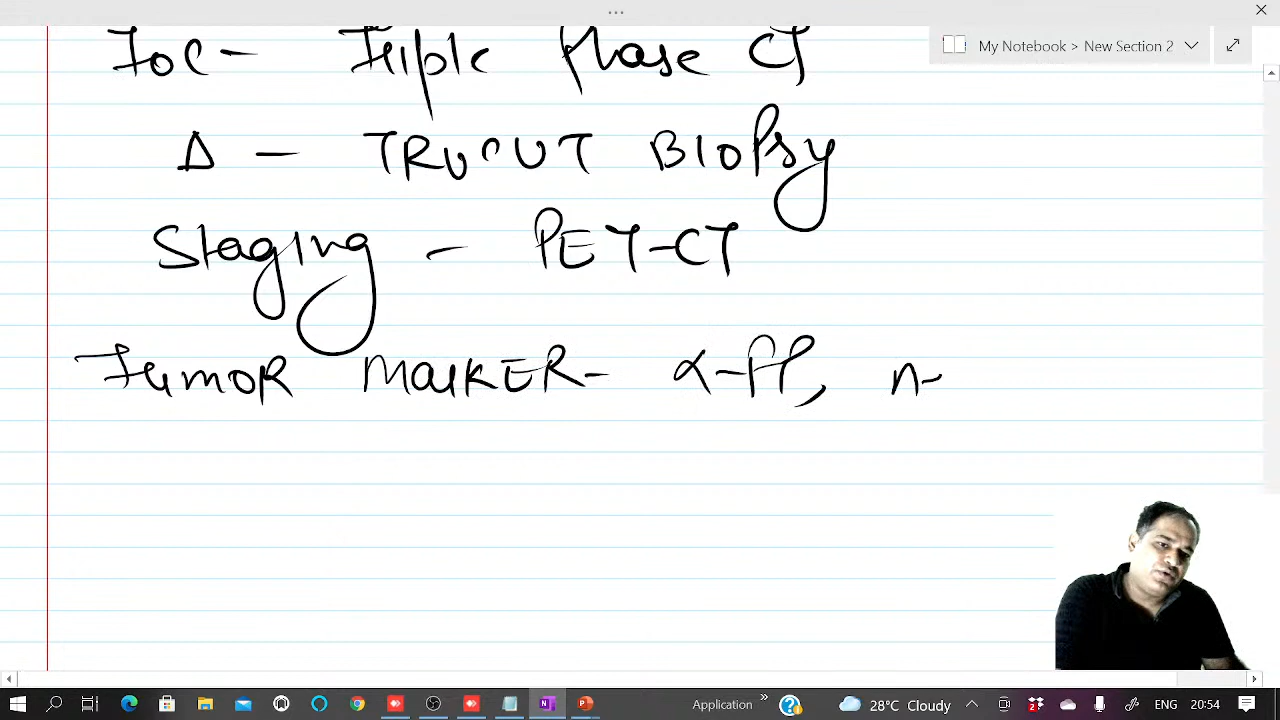 My Notebook > New Section 2
IOC- Triple Phase CT
Δ - TRUCUT BIOPSY
Staging - PET-CT
TUMOR MARKER- α-FP, n-
Application
28°C Cloudy
ENG
20:54